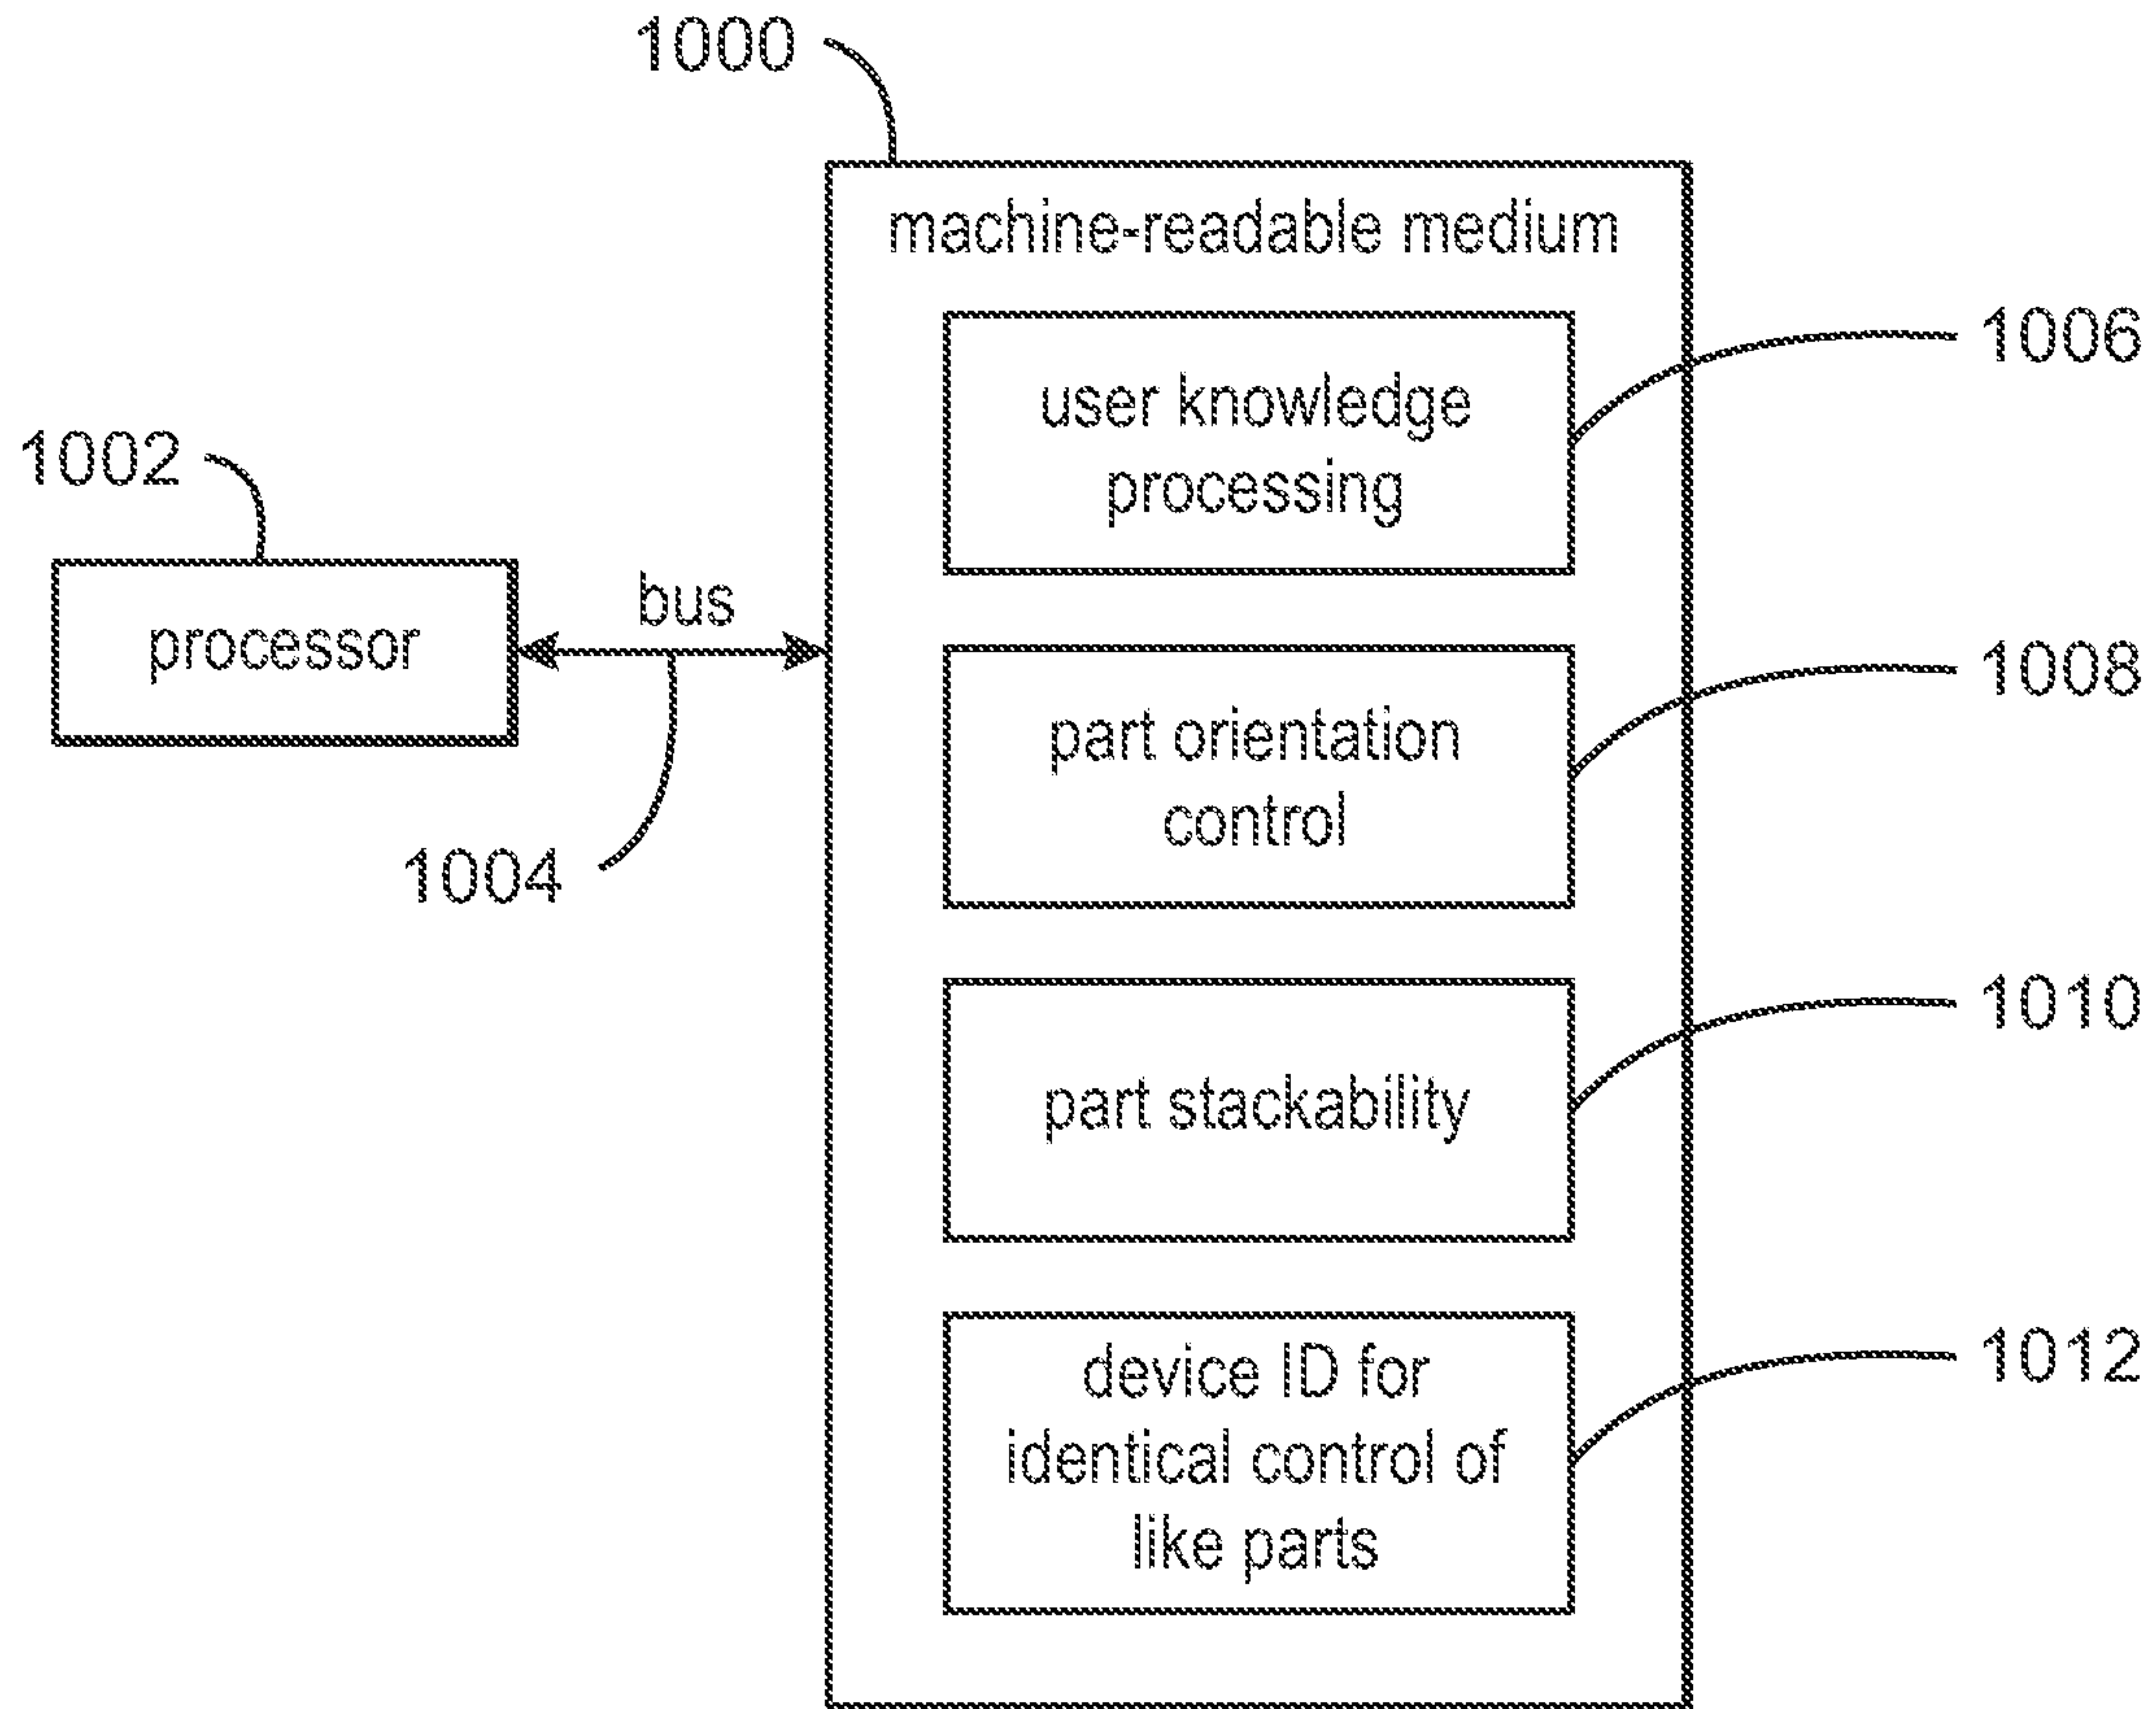 1000
machine-readable medium
1006
user knowledge
processing
1002
processor
bus
1004
1008
part orientation
control
1010
part stackability
1012
device ID for
identical control of
like parts